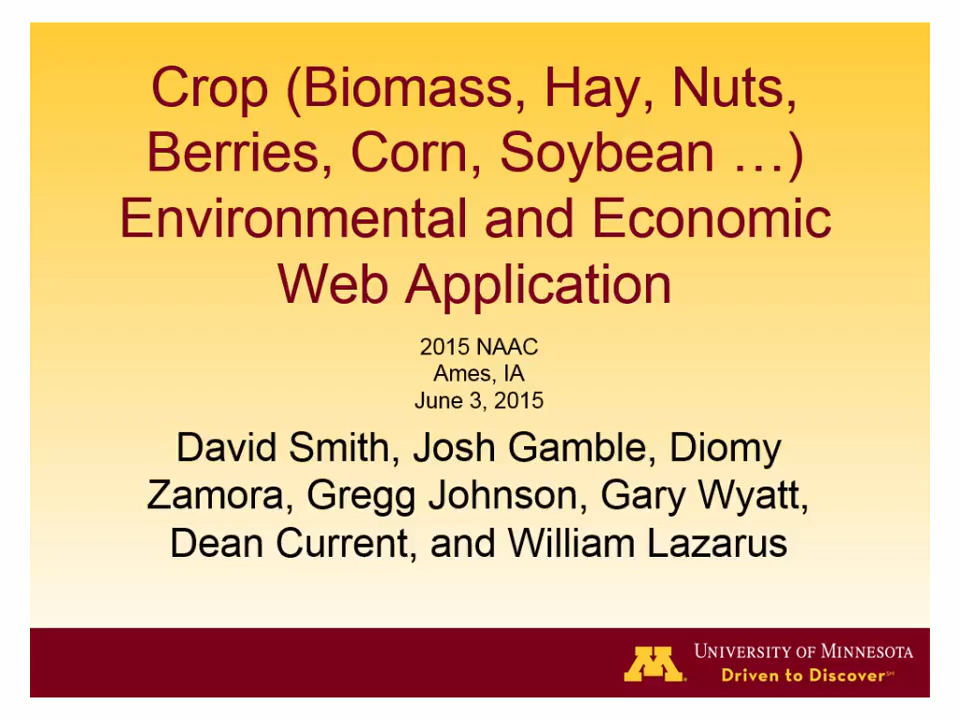 Crop (Biomass, Hay, Nuts,
Berries, Corn, Soybean …)
Environmental and Economic
Web Application
2015 NAAC
Ames, IA
June 3, 2015
David Smith, Josh Gamble, Diomy
Zamora, Gregg Johnson, Gary Wyatt,
Dean Current, and William Lazarus
M
UNIVERSITY OF MINNESOTA
Driven to Discover℠